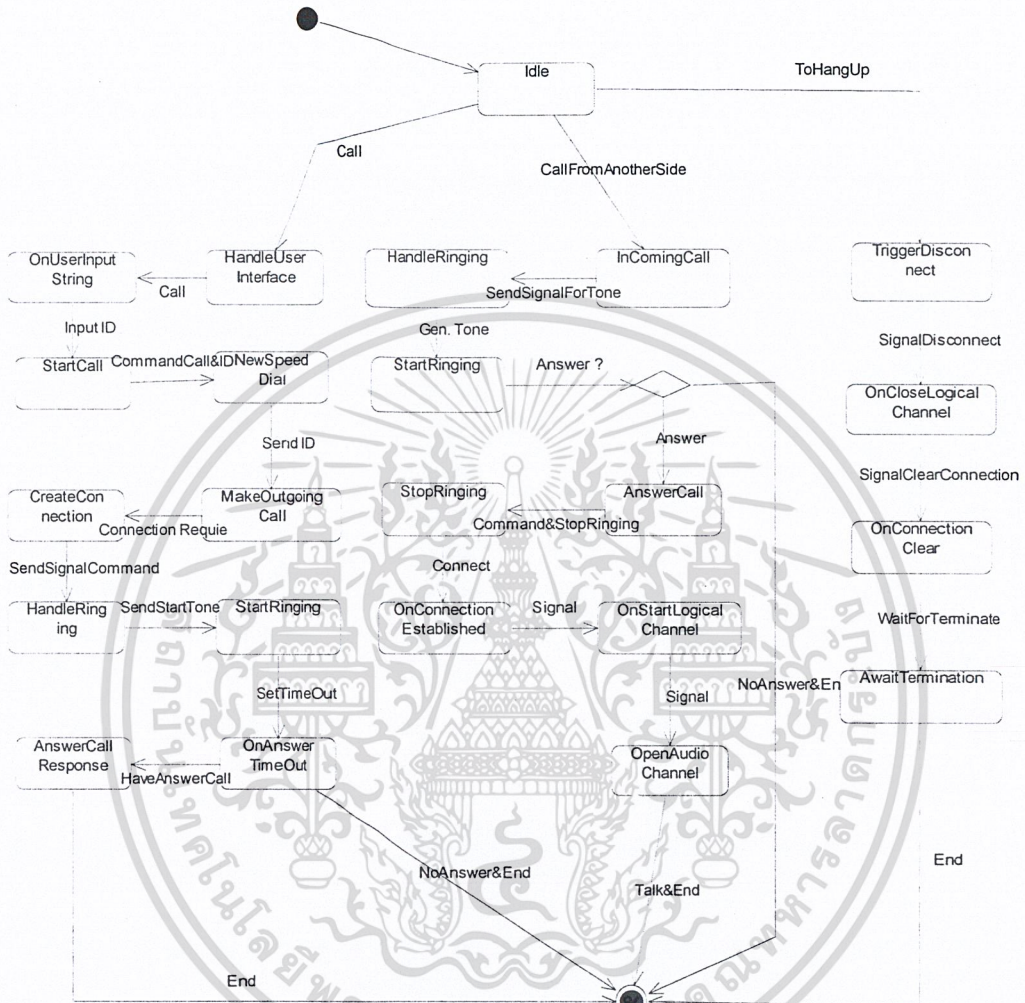 Idle
ToHangUp
Call
CallFromAnotherSide
OnUserInput
String
Call
HandleUser
Interface
HandleRinging
SendSignalForTone
InComingCall
TriggerDiscon
nect
Input ID
Gen. Tone
SignalDisconnect
StartCall
CommandCall&ID
NewSpeed
Dial
StartRinging
Answer ?
OnCloseLogical
Channel
Send ID
Answer
SignalClearConnection
CreateCon
nection
Connection Requie
MakeOutgoing
Call
StopRinging
Command&StopRinging
AnswerCall
OnConnection
Clear
SendSignalCommand
Connect
WaitForTerminate
HandleRing
ing
SendStartTone
StartRinging
OnConnection
Established
Signal
OnStartLogical
Channel
SetTimeOut
Signal
NoAnswer&En
AwaitTermination
AnswerCall
Response
HaveAnswerCall
OnAnswer
TimeOut
OpenAudio
Channel
NoAnswer&End
Talk&End
End
End